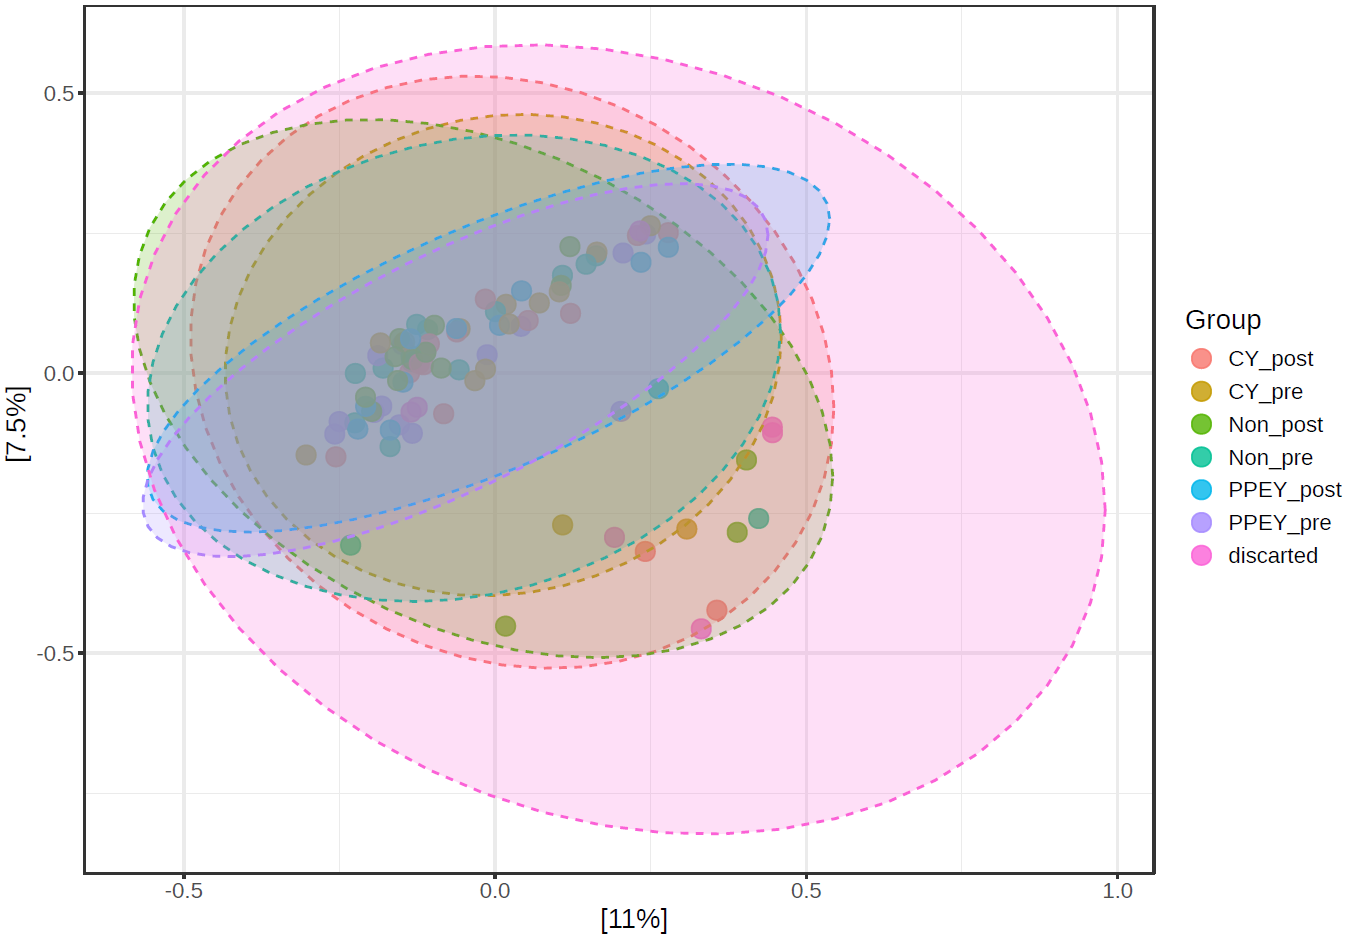 0.5
0.0
-0.5
[7.5%]
-0.5
0.0
0.5
1.0
[11%]
Group
CY_post
CY_pre
Non_post
Non_pre
PPEY_post
PPEY_pre
discarted